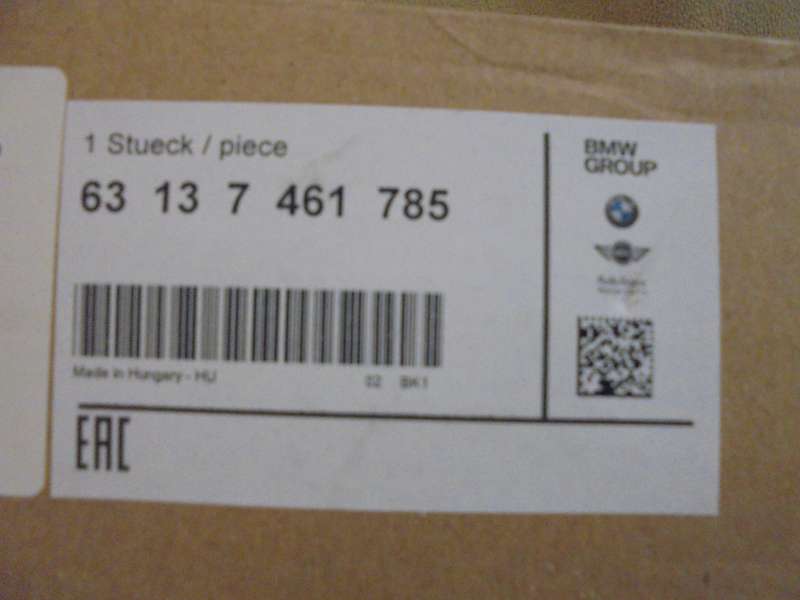 1 Stueck / piece
63 13 7 461 785
Made in Hungary - HU
02 BK1
EAC
BMW
GROUP